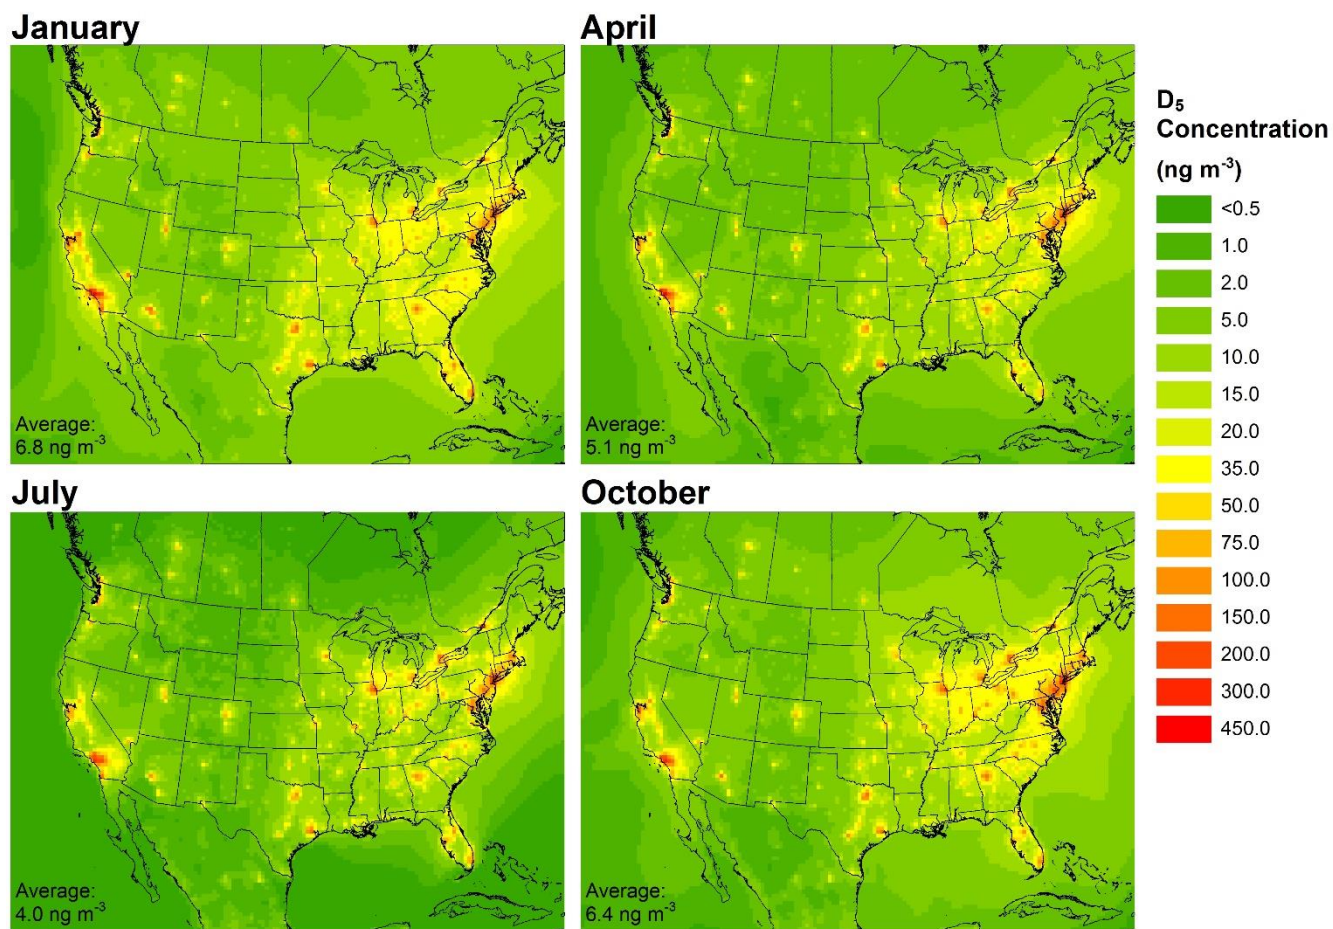 January
Average:
6.8 ng m⁻³
April
Average:
5.1 ng m⁻³
July
Average:
4.0 ng m⁻³
October
Average:
6.4 ng m⁻³
D₅
Concentration
(ng m⁻³)
<0.5
1.0
2.0
5.0
10.0
15.0
20.0
35.0
50.0
75.0
100.0
150.0
200.0
300.0
450.0